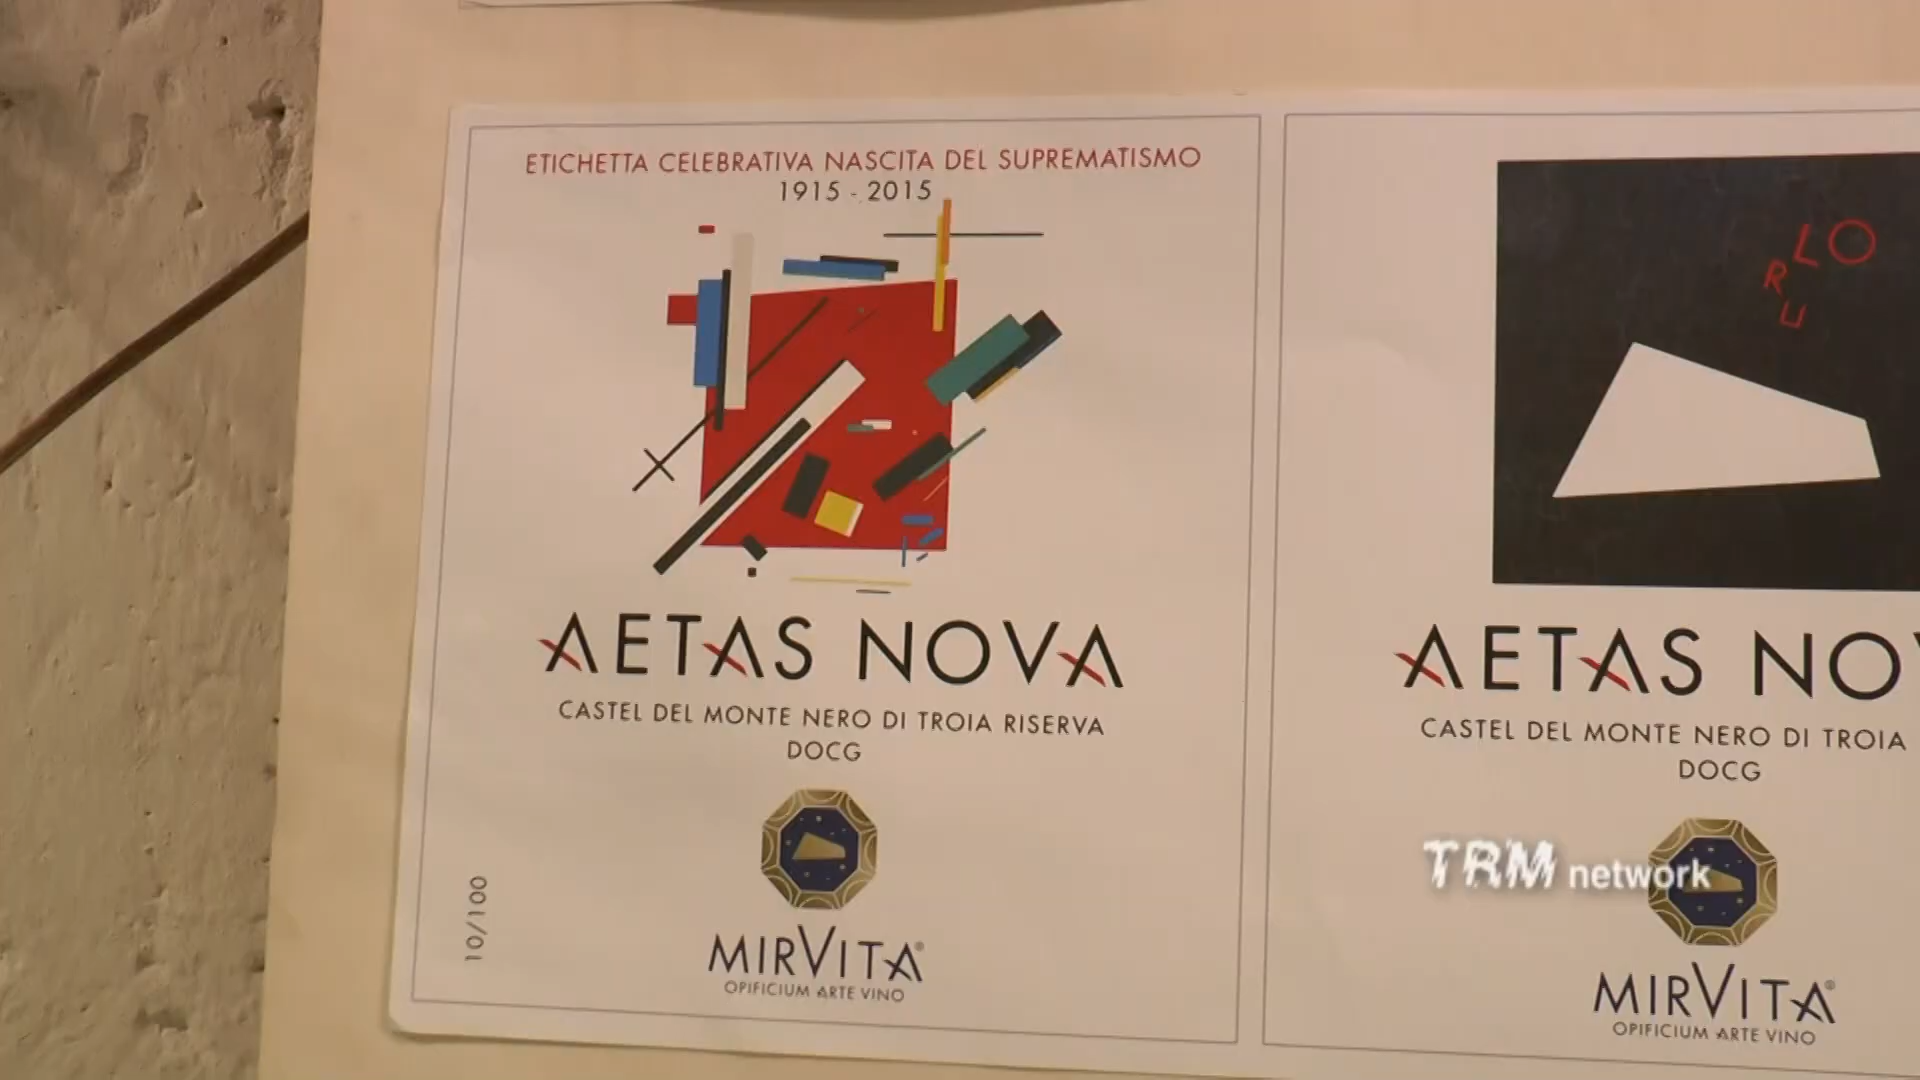 ETICHETTA CELEBRATIVA NASCITA DEL SUPREMATISMO
1915 - 2015
AETAS NOVA
CASTEL DEL MONTE NERO DI TROIA RISERVA
DOCG
10/100
MIRVITA®
OPIFICIUM ARTE VINO
LO
R
U
AETAS NO
CASTEL DEL MONTE NERO DI TROIA
DOCG
TRM network
MIRVITA®
OPIFICIUM ARTE VINO